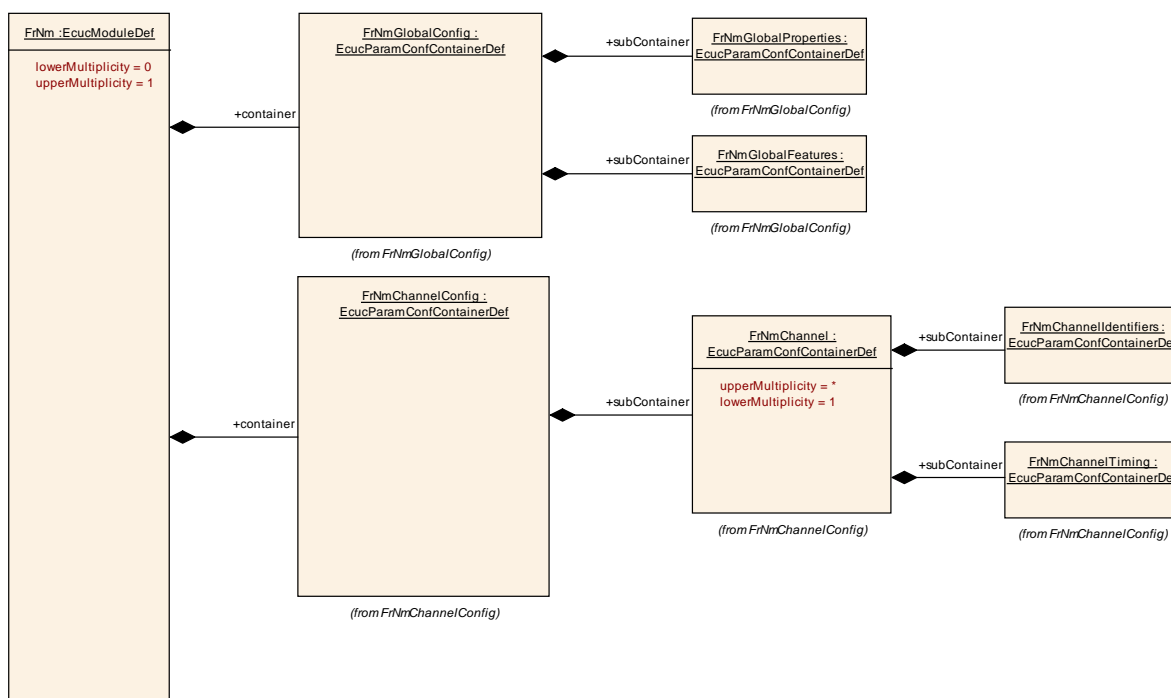 FrNm :EcucModuleDef
lowerMultiplicity = 0
upperMultiplicity = 1
+container
FrNmGlobalConfig :
EcucParamConfContainerDef
(from FrNmGlobalConfig)
+subContainer
FrNmGlobalProperties :
EcucParamConfContainerDef
(from FrNmGlobalConfig)
+subContainer
FrNmGlobalFeatures :
EcucParamConfContainerDef
(from FrNmGlobalConfig)
+container
FrNmChannelConfig :
EcucParamConfContainerDef
(from FrNmChannelConfig)
+subContainer
FrNmChannel :
EcucParamConfContainerDef
upperMultiplicity = *
lowerMultiplicity = 1
(from FrNmChannelConfig)
+subContainer
FrNmChannelIdentifiers :
EcucParamConfContainerDe
(from FrNmChannelConfig)
+subContainer
FrNmChannelTiming :
EcucParamConfContainerDe
(from FrNmChannelConfig)